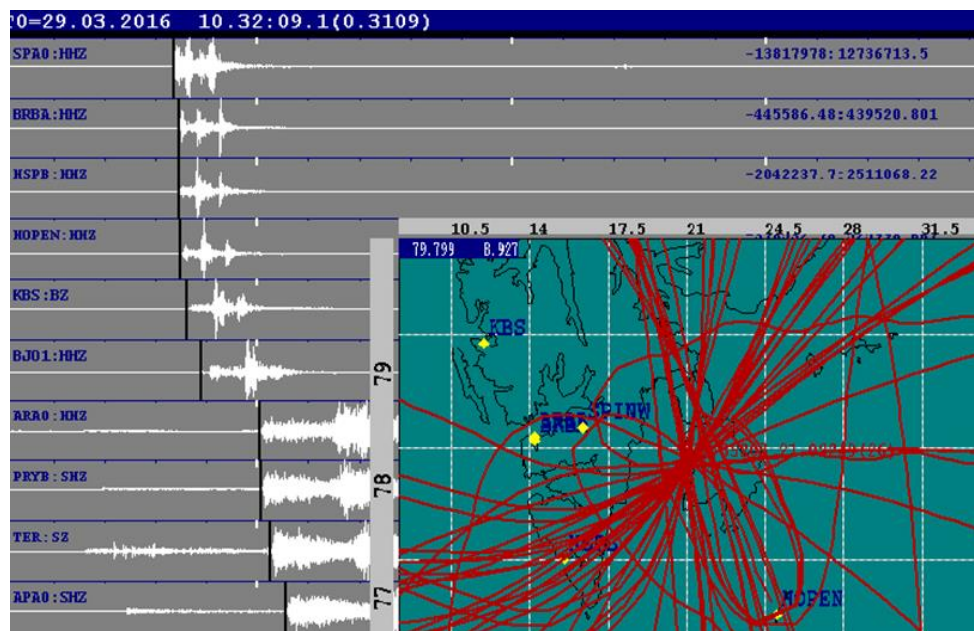 T0=29.03.2016 10.32:09.1(0.3109)
SPA0:HHZ -13817978:12736713.5
BRBA:HHZ -445586.48:439520.801
HSPB:HHZ -2042237.7:2511068.22
HOPEN:HHZ
10.5 14 17.5 21 24.5 28 31.5
79.799 8.927
KBS:BZ
KBS
BJO1:HHZ
79
SPINW
ARA0:HHZ
PRYB:SHZ
78
TER:SZ
APA0:SHZ
77
HOPEN